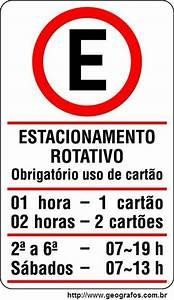 E
ESTACIONAMENTO
ROTATIVO
Obrigatório uso de cartão
01 hora – 1 cartão
02 horas – 2 cartões
2ª a 6ª – 07~19 h
Sábados – 07~13 h
http://www.geografos.com.br